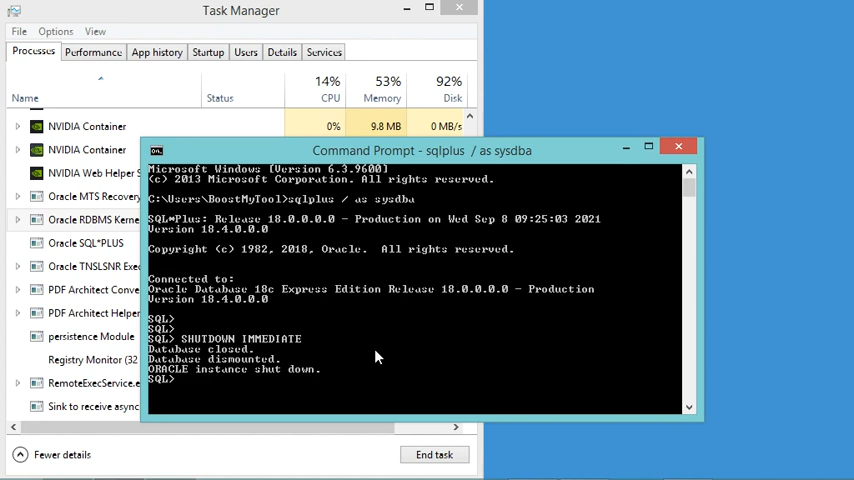 Task Manager
File Options View
Processes Performance App history Startup Users Details Services
14% 53% 92%
Name Status CPU Memory Disk
NVIDIA Container 0% 9.8 MB 0 MB/s
NVIDIA Container
NVIDIA Web Helper S
Oracle MTS Recovery
Oracle RDBMS Kerne
Oracle SQL*PLUS
Oracle TNSLSNR Exe
PDF Architect Conve
PDF Architect Helper
persistence Module
Registry Monitor (32
RemoteExecService.e
Sink to receive async
Fewer details
End task
Command Prompt - sqlplus / as sysdba
Microsoft Windows [Version 6.3.9600]
(c) 2013 Microsoft Corporation. All rights reserved.
C:\Users\BoostMyTool>sqlplus / as sysdba
SQL*Plus: Release 18.0.0.0.0 - Production on Wed Sep 8 09:25:03 2021
Version 18.4.0.0.0
Copyright (c) 1982, 2018, Oracle. All rights reserved.
Connected to:
Oracle Database 18c Express Edition Release 18.0.0.0.0 - Production
Version 18.4.0.0.0
SQL>
SQL>
SQL> SHUTDOWN IMMEDIATE
Database closed.
Database dismounted.
ORACLE instance shut down.
SQL>